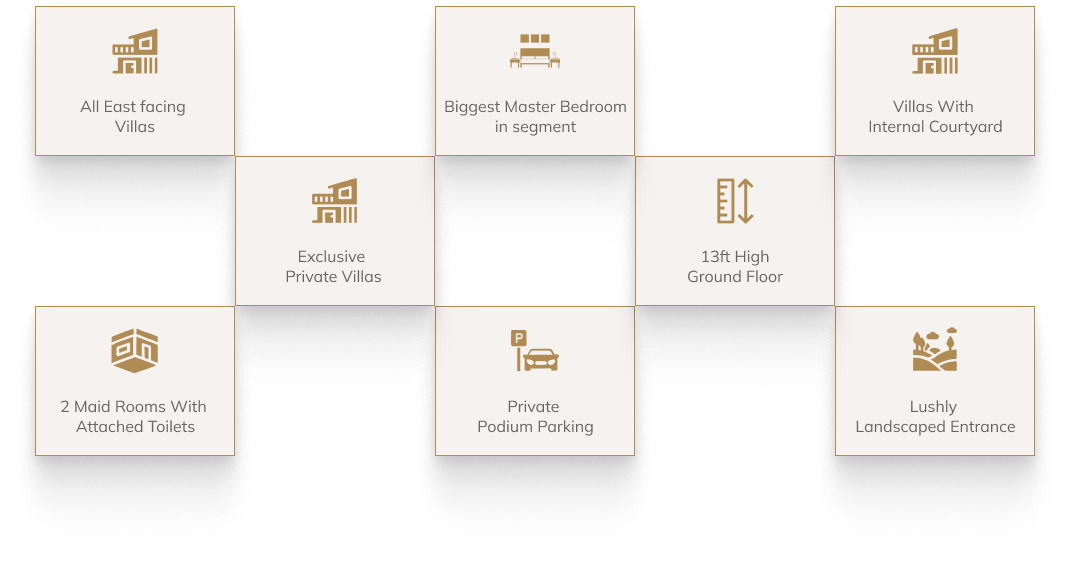 All East facing
Villas
Biggest Master Bedroom
in segment
Villas With
Internal Courtyard
Exclusive
Private Villas
13ft High
Ground Floor
2 Maid Rooms With
Attached Toilets
P
Private
Podium Parking
Lushly
Landscaped Entrance